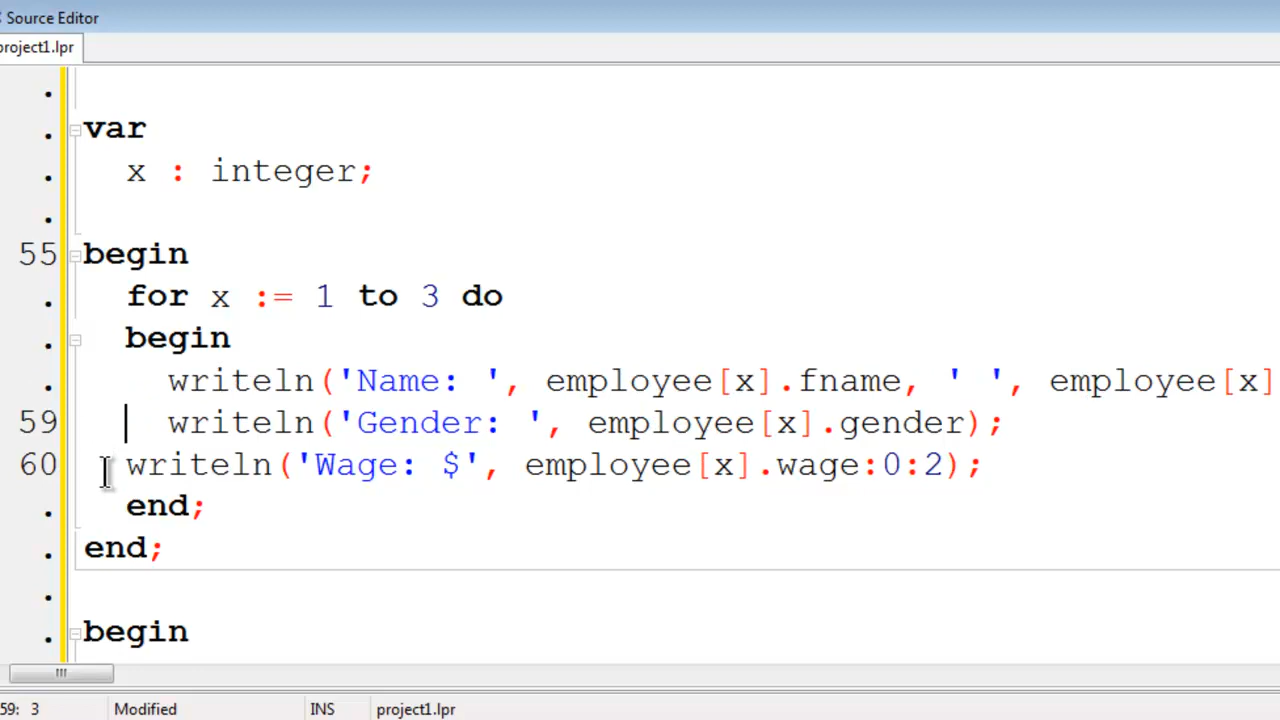 Source Editor
project1.lpr
var
x : integer;
55 begin
for x := 1 to 3 do
begin
writeln('Name: ', employee[x].fname, ' ', employee[x]
59 writeln('Gender: ', employee[x].gender);
60 writeln('Wage: $', employee[x].wage:0:2);
end;
end;
begin
59: 3 Modified INS project1.lpr